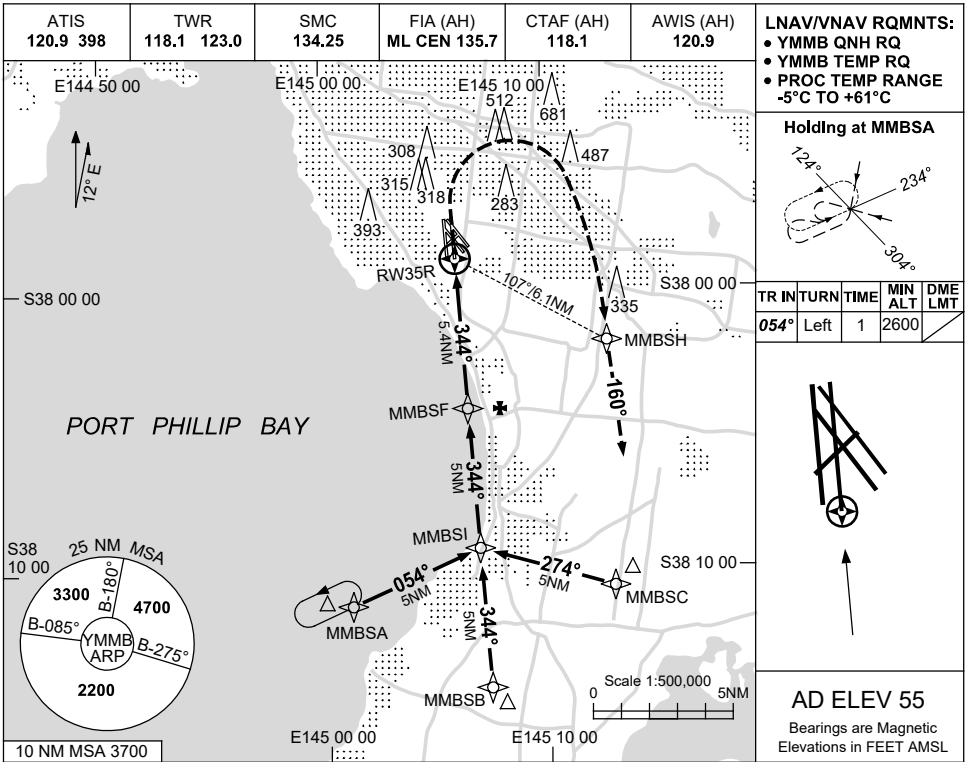 ATIS
120.9 398
TWR
118.1 123.0
SMC
134.25
FIA (AH)
ML CEN 135.7
CTAF (AH)
118.1
AWIS (AH)
120.9
LNAV/VNAV RQMNTS:
• YMMB QNH RQ
• YMMB TEMP RQ
• PROC TEMP RANGE
-5°C TO +61°C
E144 50 00
E145 00 00
E145 10 00
12° E
512
681
308
487
315
318
283
393
RW35R
S38 00 00
S38 00 00
107°/6.1NM
335
MMBSH
344°
5.4NM
160°
MMBSF
PORT PHILLIP BAY
344°
5NM
MMBSI
S38
10 00
S38 10 00
274°
5NM
054°
5NM
MMBSC
MMBSA
344°
5NM
MMBSB
25 NM MSA
3300
B-180°
4700
B-085°
YMMB
ARP
B-275°
2200
10 NM MSA 3700
Scale 1:500,000
0
5NM
E145 00 00
E145 10 00
Holding at MMBSA
124°
234°
304°
TR IN
TURN
TIME
MIN
ALT
DME
LMT
054°
Left
1
2600
AD ELEV 55
Bearings are Magnetic
Elevations in FEET AMSL